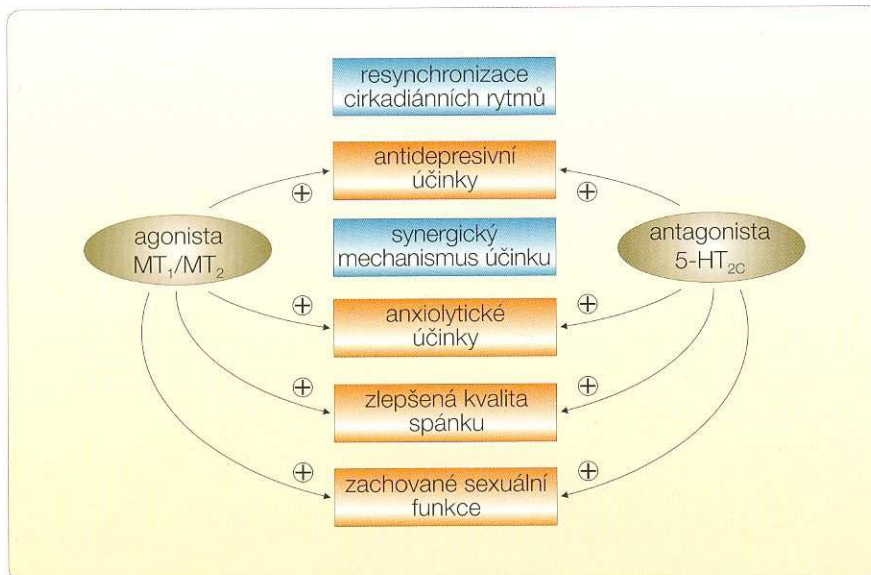 resynchronizace
cirkadiánních rytmů
antidepresivní
účinky
+
+
agonista
MT₁/MT₂
synergický
mechanismus účinku
antagonista
5-HT₂C
+
+
anxiolytické
účinky
+
+
zlepšená kvalita
spánku
+
+
zachované sexuální
funkce